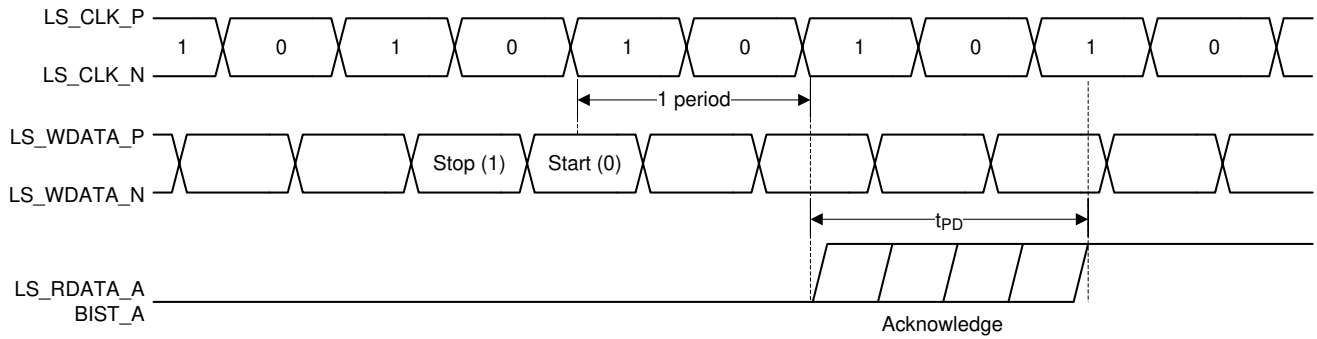 LS_CLK_P
1 0 1 0 1 0 1 0 1 0
LS_CLK_N
1 period
LS_WDATA_P
Stop (1) Start (0)
LS_WDATA_N
tPD
LS_RDATA_A
BIST_A
Acknowledge